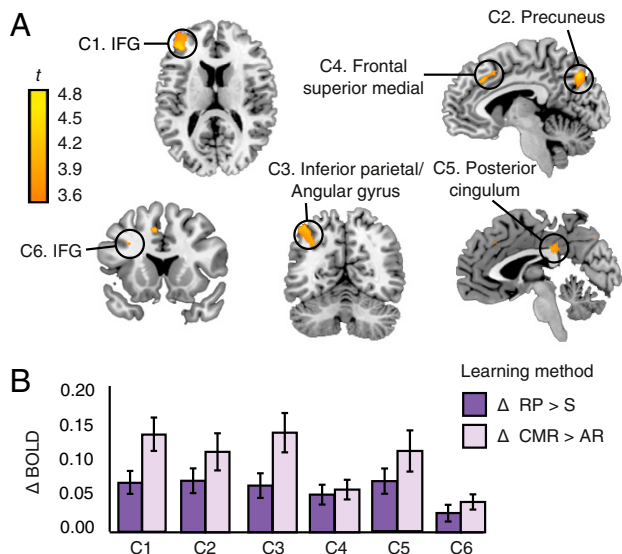 A
C1. IFG
C2. Precuneus
C4. Frontal
superior medial
t
4.8
4.5
3.9
3.6
C3. Inferior parietal/
Angular gyrus
C5. Posterior
cingulum
C6. IFG
B
Learning method
Δ RP > S
Δ CMR > AR
Δ BOLD
0.20
0.15
0.10
0.05
0.00
C1 C2 C3 C4 C5 C6